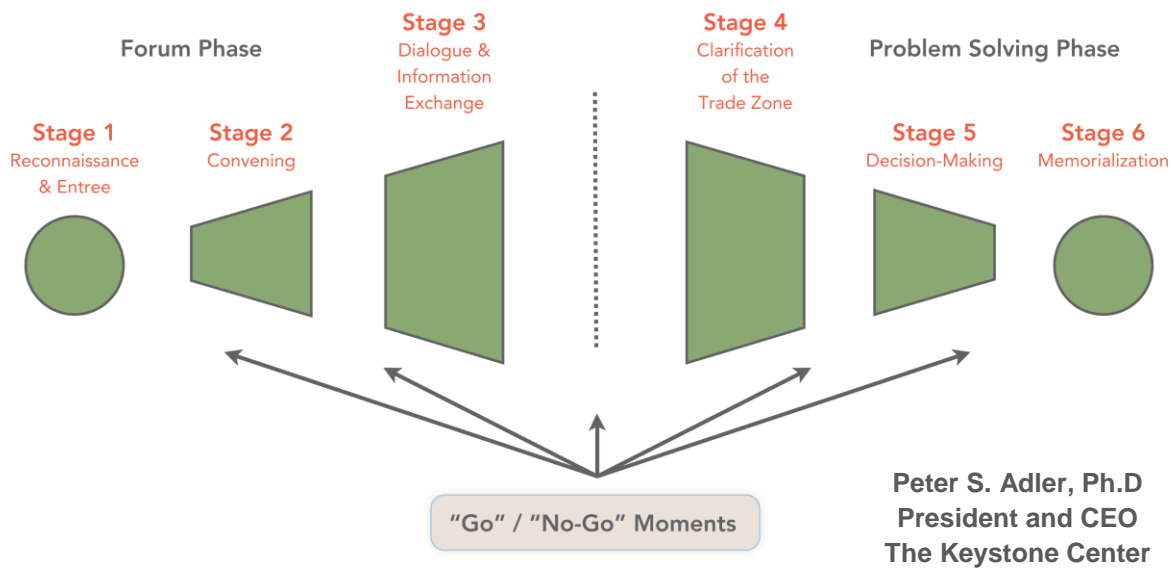 Forum Phase
Stage 3
Dialogue &
Information
Exchange
Stage 4
Clarification
of the
Trade Zone
Problem Solving Phase
Stage 1
Reconnaissance
& Entree
Stage 2
Convening
Stage 5
Decision-Making
Stage 6
Memorialization
“Go” / “No-Go” Moments
Peter S. Adler, Ph.D
President and CEO
The Keystone Center